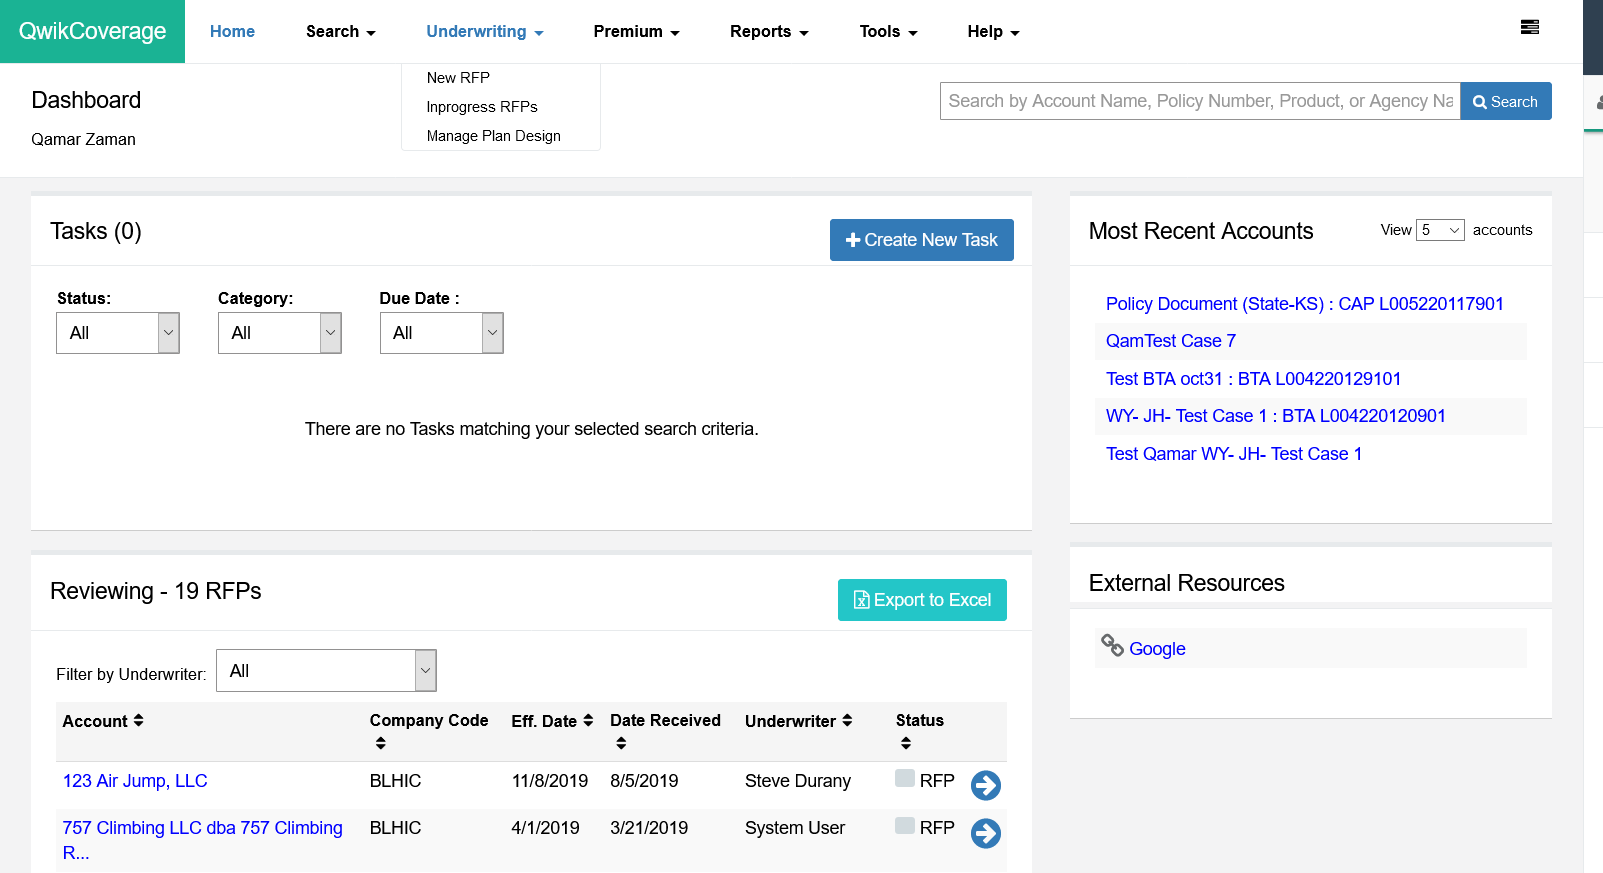 QwikCoverage
Home
Search
Underwriting
Premium
Reports
Tools
Help
New RFP
Inprogress RFPs
Manage Plan Design
Dashboard
Qamar Zaman
Search by Account Name, Policy Number, Product, or Agency Na
Search
Tasks (0)
Create New Task
Status:
Category:
Due Date :
All
All
All
There are no Tasks matching your selected search criteria.
Most Recent Accounts
View 5 accounts
Policy Document (State-KS) : CAP L005220117901
QamTest Case 7
Test BTA oct31 : BTA L004220129101
WY- JH- Test Case 1 : BTA L004220120901
Test Qamar WY- JH- Test Case 1
Reviewing - 19 RFPs
Export to Excel
Filter by Underwriter: All
Account Company Code Eff. Date Date Received Underwriter Status
123 Air Jump, LLC BLHIC 11/8/2019 8/5/2019 Steve Durany RFP
757 Climbing LLC dba 757 Climbing BLHIC 4/1/2019 3/21/2019 System User RFP
R...
External Resources
Google